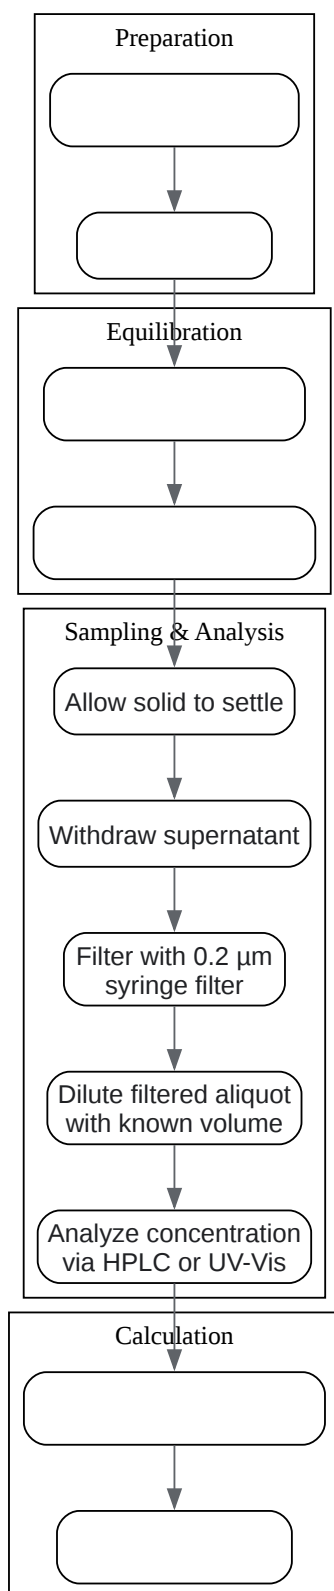 Preparation
Equilibration
Sampling & Analysis
Allow solid to settle
Withdraw supernatant
Filter with 0.2 µm
syringe filter
Dilute filtered aliquot
with known volume
Analyze concentration
via HPLC or UV-Vis
Calculation